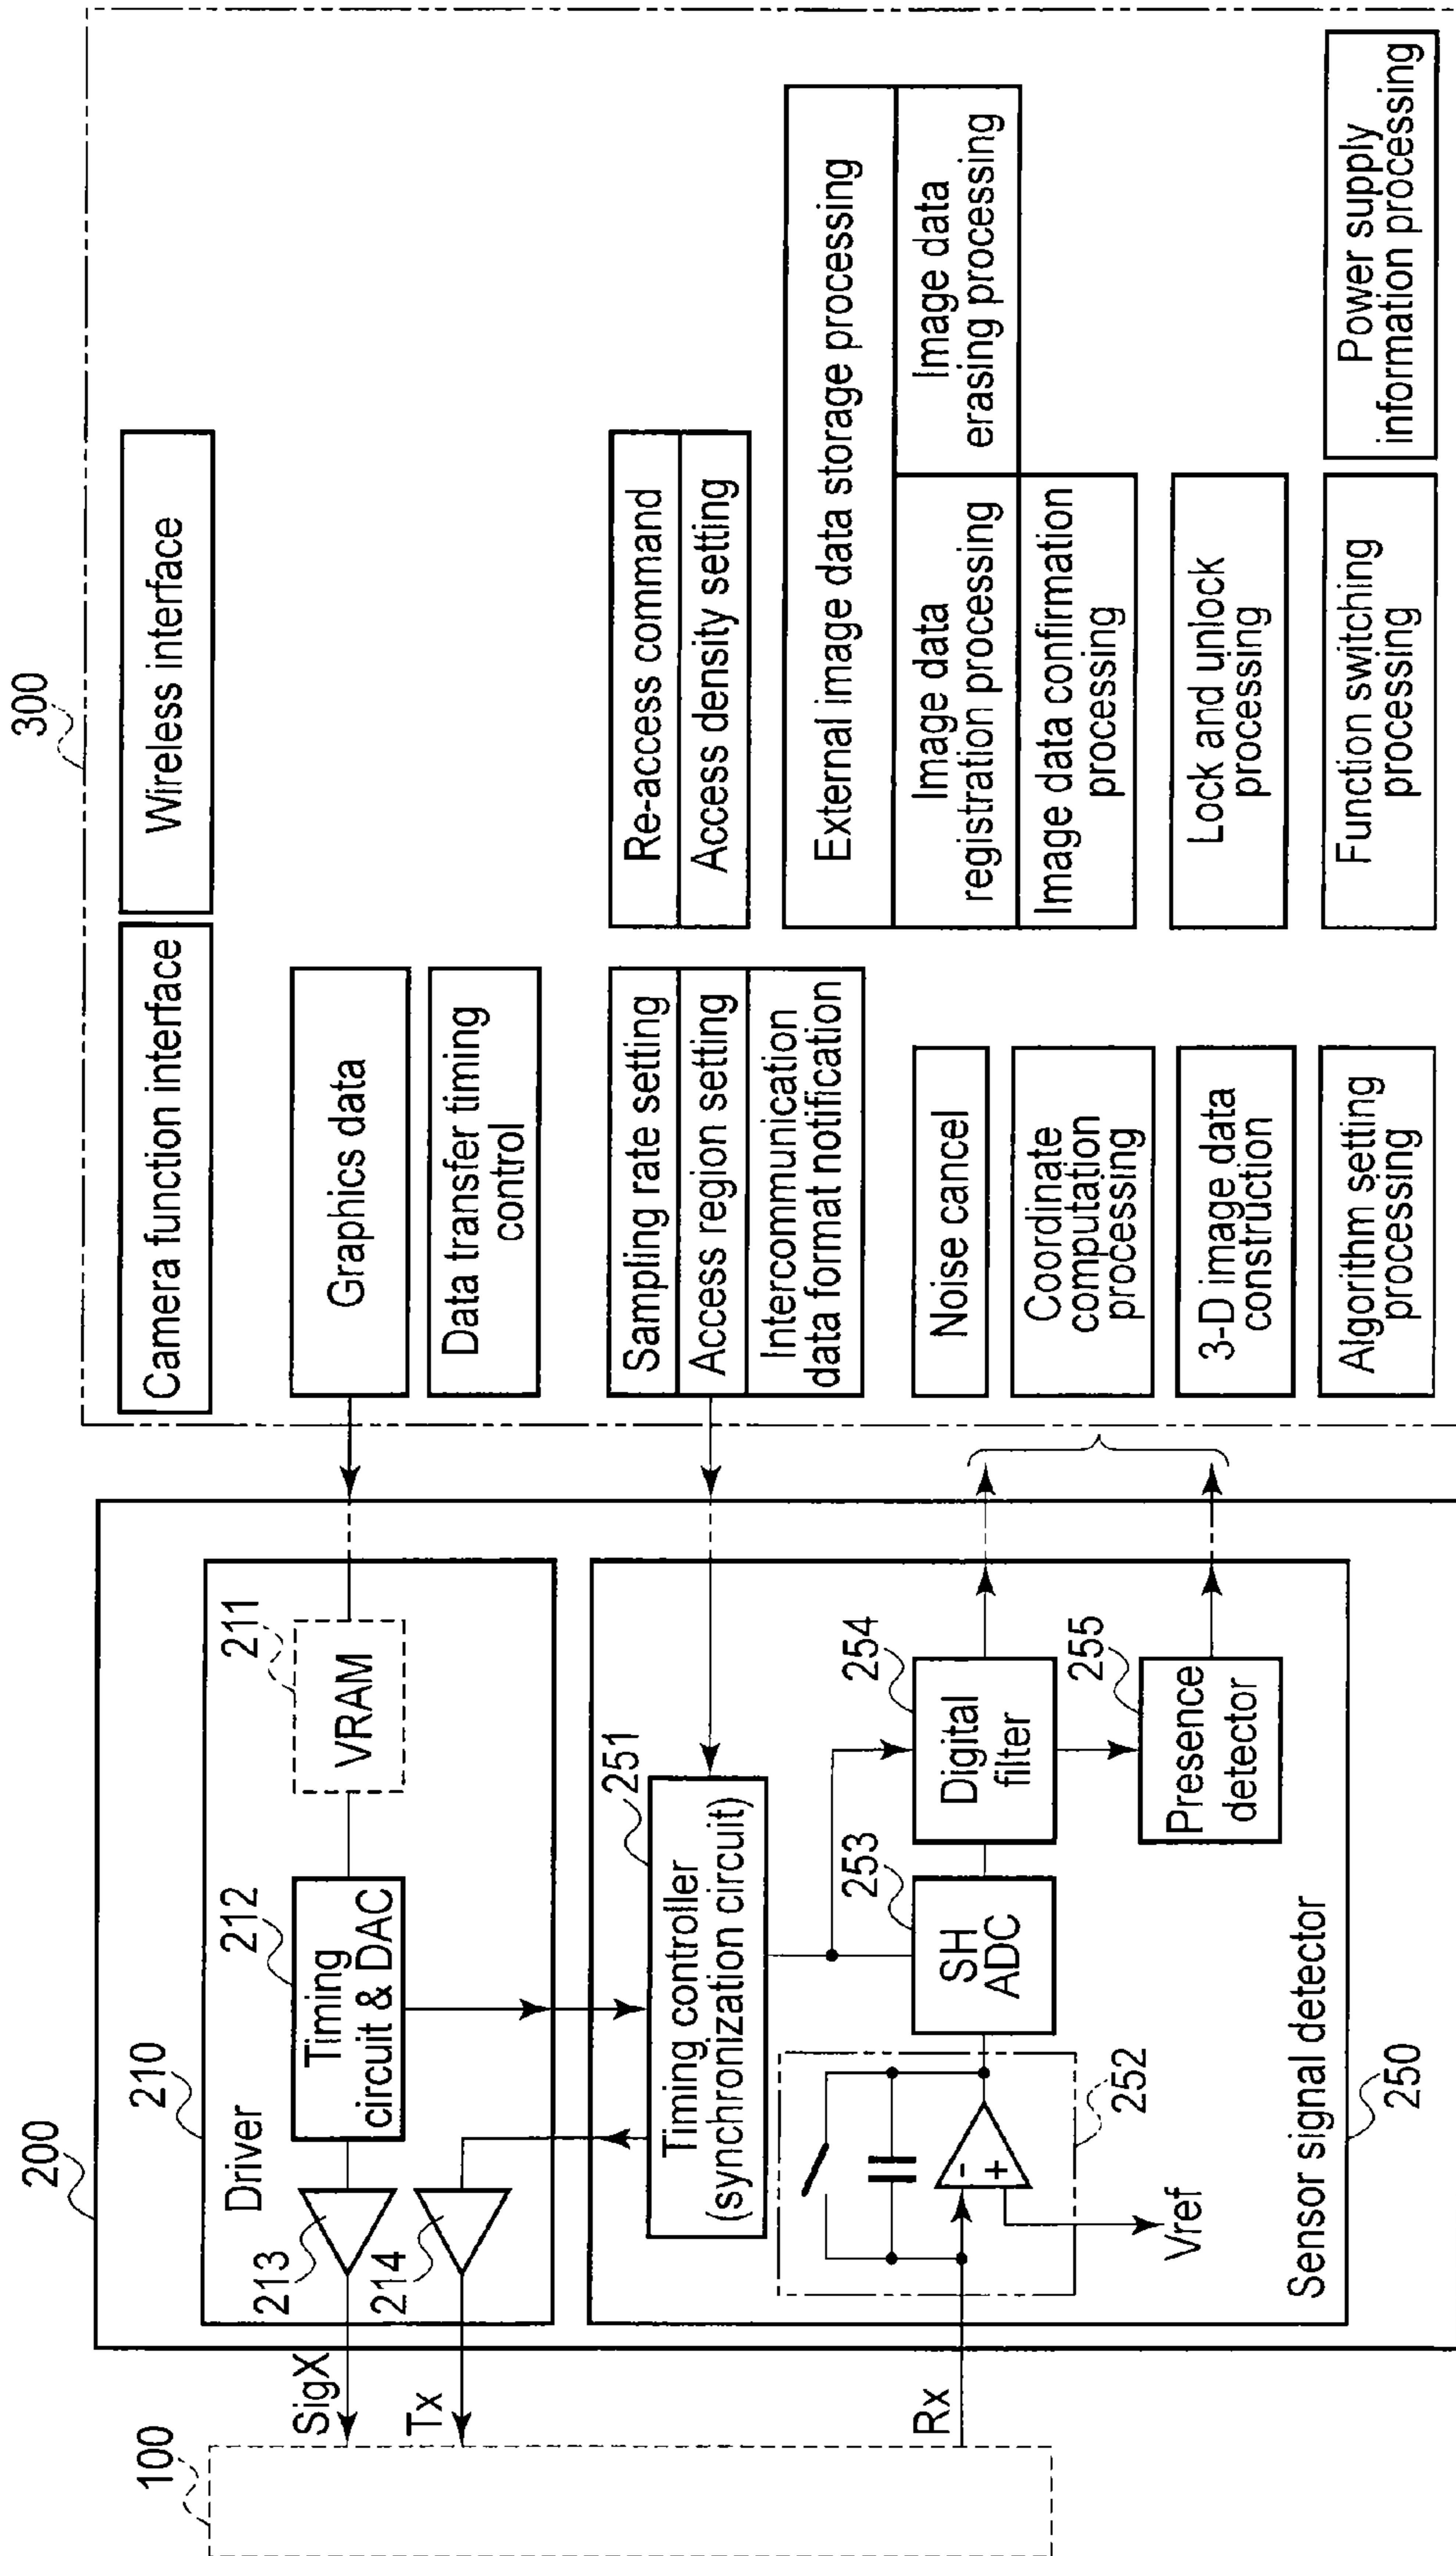 300
Camera function interface
Wireless interface
Graphics data
Data transfer timing
control
Sampling rate setting
Access region setting
Intercommunication
data format notification
Re-access command
Access density setting
External image data storage processing
Image data
registration processing
Image data
erasing processing
Image data confirmation
processing
Noise cancel
Coordinate
computation
processing
3-D image data
construction
Lock and unlock
processing
Algorithm setting
processing
Function switching
processing
Power supply
information processing
200
210
Driver
211
VRAM
212
Timing
circuit & DAC
213
214
251
Timing controller
(synchronization circuit)
254
Digital
filter
255
Presence
detector
253
SH
ADC
252
-
+
Vref
Sensor signal detector
250
100
SigX
Tx
Rx